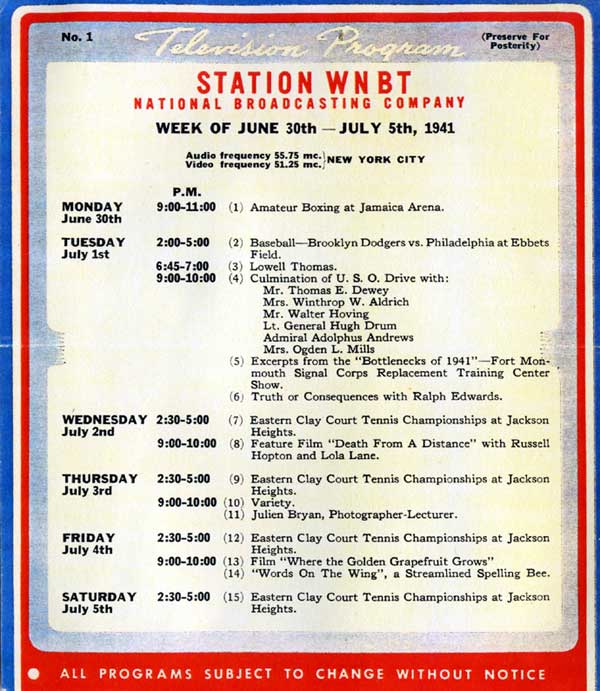 No. 1 Television Program (Preserve For
Posterity)
STATION WNBT
NATIONAL BROADCASTING COMPANY
WEEK OF JUNE 30th — JULY 5th, 1941
Audio frequency 55.75 mc.
Video frequency 51.25 mc. } NEW YORK CITY
P.M.
MONDAY 9:00-11:00 (1) Amateur Boxing at Jamaica Arena.
June 30th
TUESDAY 2:00-5:00 (2) Baseball—Brooklyn Dodgers vs. Philadelphia at Ebbets
July 1st Field.
6:45-7:00 (3) Lowell Thomas.
9:00-10:00 (4) Culmination of U. S. O. Drive with:
Mr. Thomas E. Dewey
Mrs. Winthrop W. Aldrich
Mr. Walter Hoving
Lt. General Hugh Drum
Admiral Adolphus Andrews
Mrs. Ogden L. Mills
(5) Excerpts from the "Bottlenecks of 1941"—Fort Mon-
mouth Signal Corps Replacement Training Center
Show.
(6) Truth or Consequences with Ralph Edwards.
WEDNESDAY 2:30-5:00 (7) Eastern Clay Court Tennis Championships at Jackson
July 2nd Heights.
9:00-10:00 (8) Feature Film "Death From A Distance" with Russell
Hopton and Lola Lane.
THURSDAY 2:30-5:00 (9) Eastern Clay Court Tennis Championships at Jackson
July 3rd Heights.
9:00-10:00 (10) Variety.
(11) Julien Bryan, Photographer-Lecturer.
FRIDAY 2:30-5:00 (12) Eastern Clay Court Tennis Championships at Jackson
July 4th Heights.
9:00-10:00 (13) Film "Where the Golden Grapefruit Grows"
(14) "Words On The Wing", a Streamlined Spelling Bee.
SATURDAY 2:30-5:00 (15) Eastern Clay Court Tennis Championships at Jackson
July 5th Heights.
ALL PROGRAMS SUBJECT TO CHANGE WITHOUT NOTICE